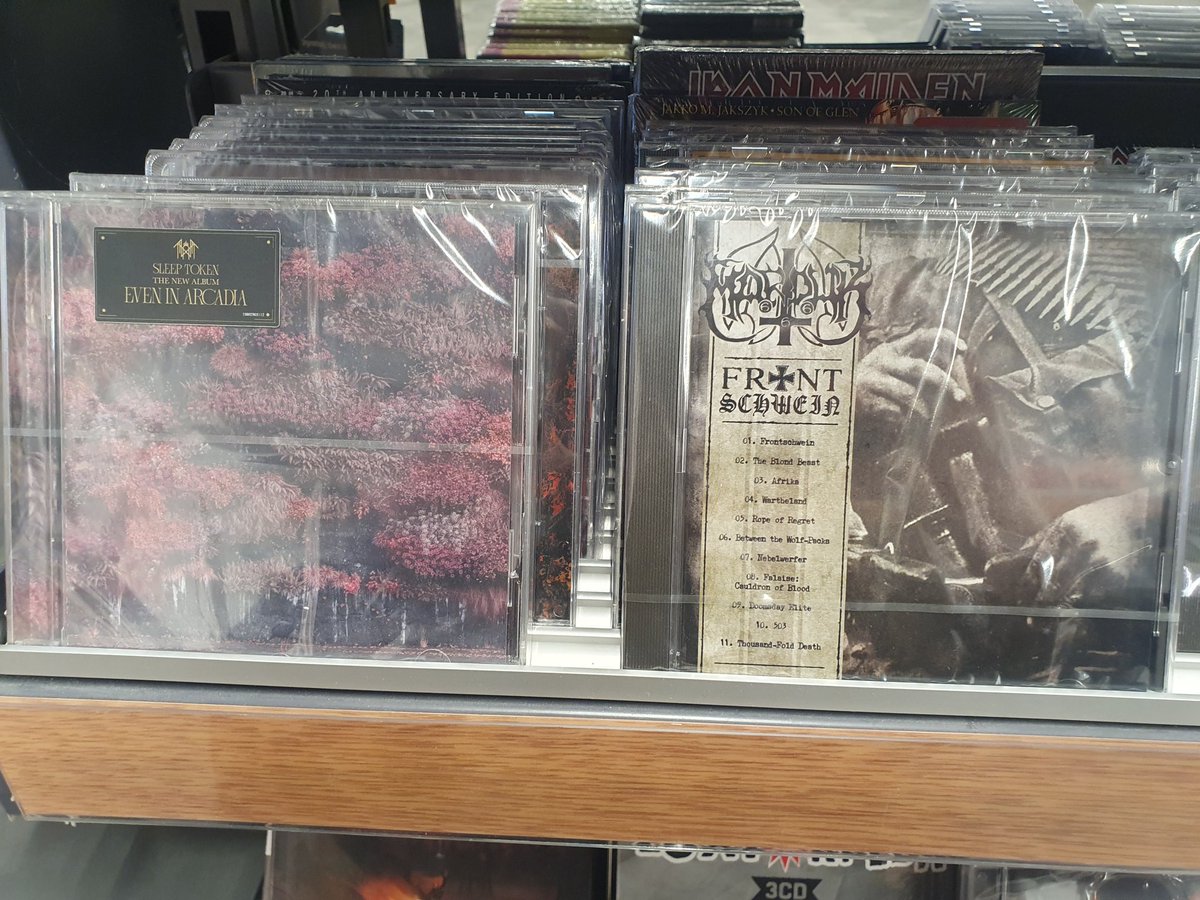 20TH ANNIVERSARY EDITION
IRON MAIDEN
JAKKO M. JAKSZYK • SON OF GLEN
SLEEP TOKEN
THE NEW ALBUM
EVEN IN ARCADIA
MARDUK
FRONT
SCHWEIN
01. Frontschwein
02. The Blond Beast
03. Afrika
04. Wartheland
05. Rope of Regret
06. Between the Wolf-Packs
07. Nebelwerfer
08. Falaise:
Cauldron of Blood
09. Doomsday Elite
10. 503
11. Thousand-Fold Death
3CD